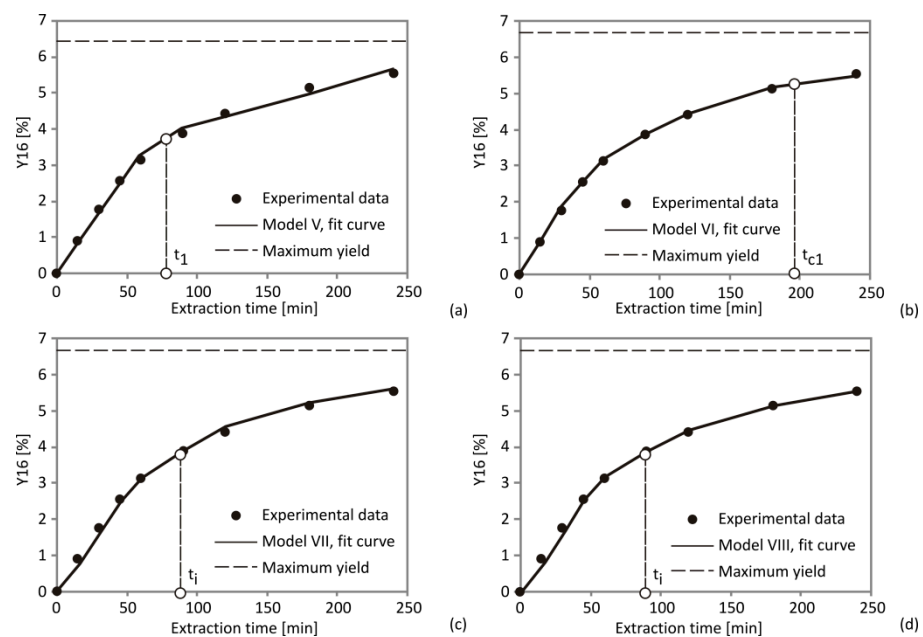 7
6
5
4
3
2
1
0
Y16 [%]
Experimental data
Model V, fit curve
Maximum yield
t1
0 50 100 150 200 250
Extraction time [min]
(a)
7
6
5
4
3
2
1
0
Y16 [%]
Experimental data
Model VI, fit curve
Maximum yield
tc1
0 50 100 150 200 250
Extraction time [min]
(b)
7
6
5
4
3
2
1
0
Y16 [%]
Experimental data
Model VII, fit curve
Maximum yield
ti
0 50 100 150 200 250
Extraction time [min]
(c)
7
6
5
4
3
2
1
0
Y16 [%]
Experimental data
Model VIII, fit curve
Maximum yield
ti
0 50 100 150 200 250
Extraction time [min]
(d)